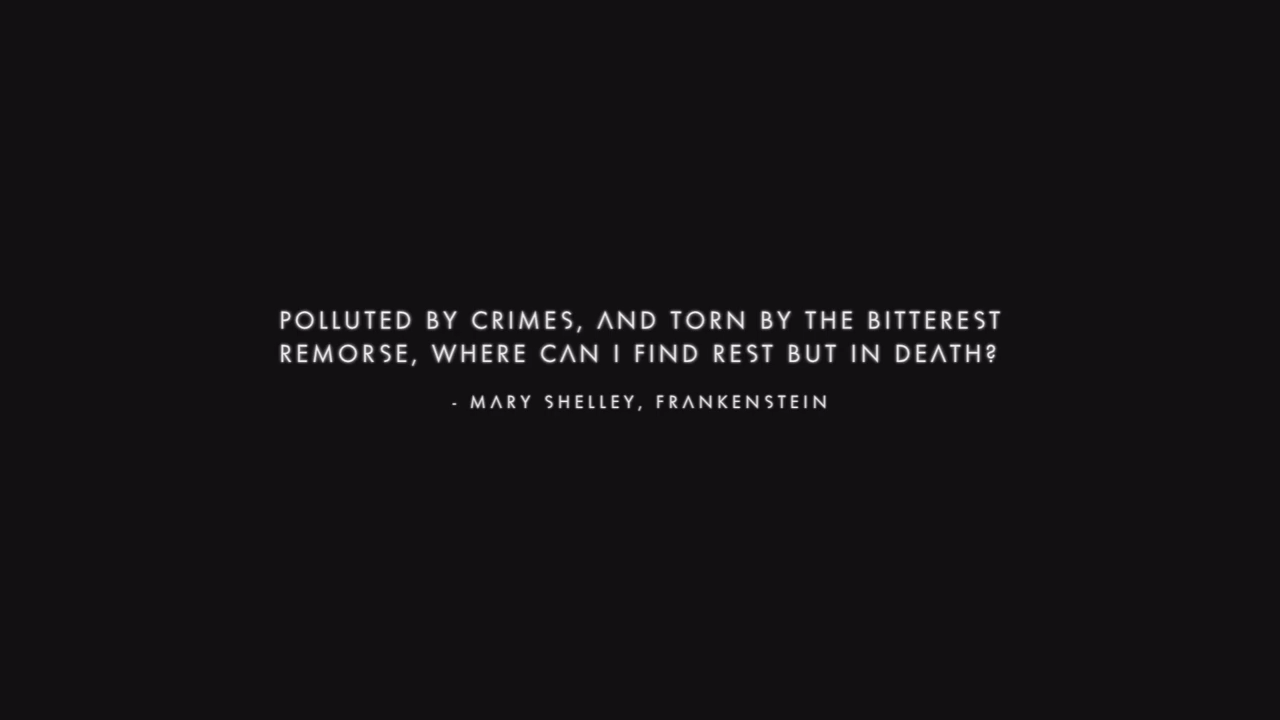 POLLUTED BY CRIMES, AND TORN BY THE BITTEREST
REMORSE, WHERE CAN I FIND REST BUT IN DEATH?
- MARY SHELLEY, FRANKENSTEIN